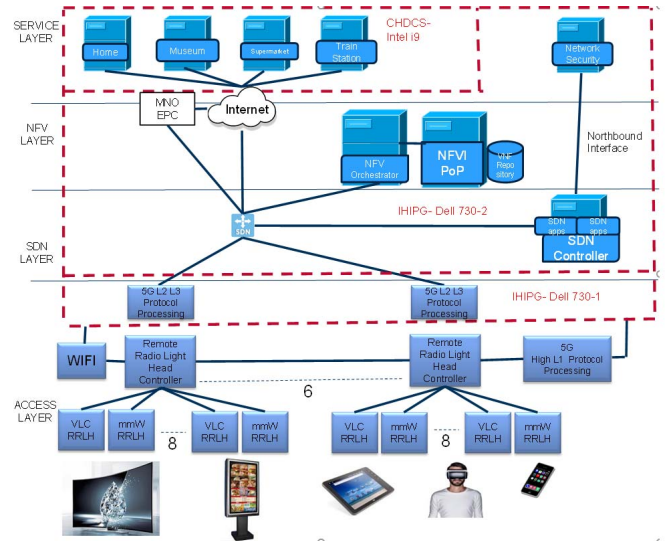 SERVICE
LAYER
CHDCS-
Intel i9
Home
Museum
Supermarket
Train
Station
Network
Security
MNO
EPC
Internet
NFV
LAYER
NFV
Orchestrator
NFVI
PoP
VNF
Repo
sitory
Northbound
Interface
SDN
IHIPG- Dell 730-2
SDN
apps
SDN
apps
SDN
Controller
SDN
LAYER
5G L2 L3
Protocol
Processing
5G L2 L3
Protocol
Processing
IHIPG- Dell 730-1
WIFI
Remote
Radio Light
Head
Controller
6
Remote
Radio Light
Head
Controller
5G
High L1 Protocol
Processing
ACCESS
LAYER
VLC
RRLH
mmW
RRLH
8
VLC
RRLH
mmW
RRLH
VLC
RRLH
mmW
RRLH
8
VLC
RRLH
mmW
RRLH